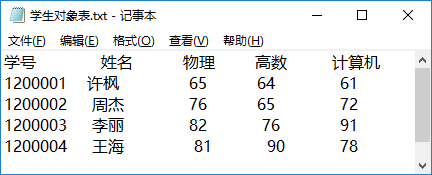 学生对象表.txt - 记事本
文件(F) 编辑(E) 格式(O) 查看(V) 帮助(H)
学号 姓名 物理 高数 计算机
1200001 许枫 65 64 61
1200002 周杰 76 65 72
1200003 李丽 82 76 91
1200004 王海 81 90 78